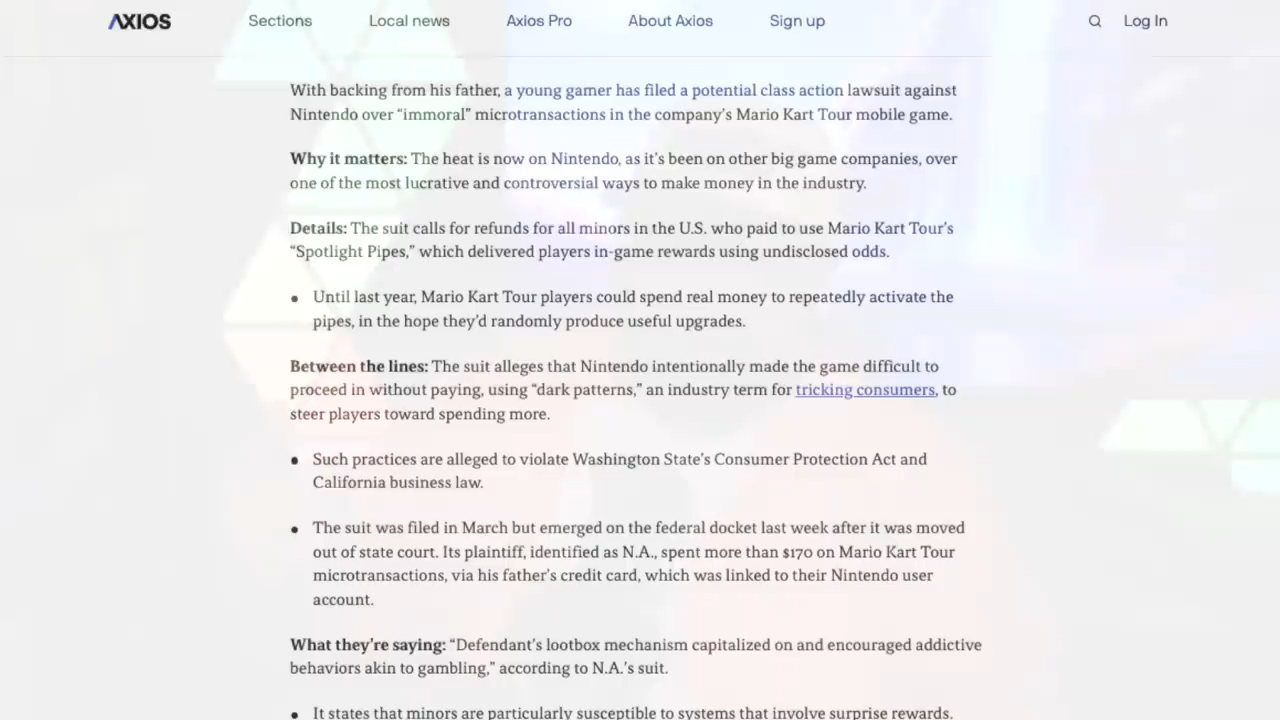 AXIOS Sections Local news Axios Pro About Axios Sign up Log In
With backing from his father, a young gamer has filed a potential class action lawsuit against
Nintendo over “immoral” microtransactions in the company’s Mario Kart Tour mobile game.
Why it matters: The heat is now on Nintendo, as it’s been on other big game companies, over
one of the most lucrative and controversial ways to make money in the industry.
Details: The suit calls for refunds for all minors in the U.S. who paid to use Mario Kart Tour’s
“Spotlight Pipes,” which delivered players in-game rewards using undisclosed odds.
• Until last year, Mario Kart Tour players could spend real money to repeatedly activate the
pipes, in the hope they’d randomly produce useful upgrades.
Between the lines: The suit alleges that Nintendo intentionally made the game difficult to
proceed in without paying, using “dark patterns,” an industry term for tricking consumers, to
steer players toward spending more.
• Such practices are alleged to violate Washington State’s Consumer Protection Act and
California business law.
• The suit was filed in March but emerged on the federal docket last week after it was moved
out of state court. Its plaintiff, identified as N.A., spent more than $170 on Mario Kart Tour
microtransactions, via his father’s credit card, which was linked to their Nintendo user
account.
What they’re saying: “Defendant’s lootbox mechanism capitalized on and encouraged addictive
behaviors akin to gambling,” according to N.A.’s suit.
• It states that minors are particularly susceptible to systems that involve surprise rewards.